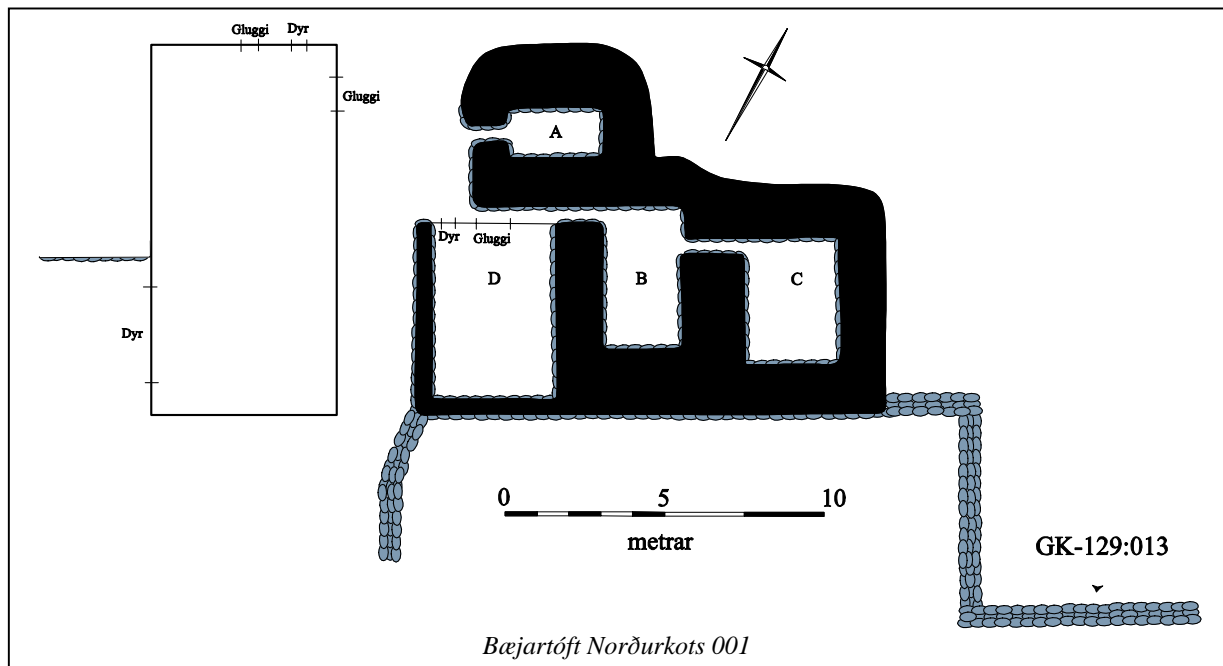 Gluggi Dyr
Gluggi
A
Dyr Gluggi
D
B
C
Dyr
0 5 10
metrar
GK-129:013
Bæjartóft Norðurkots 001